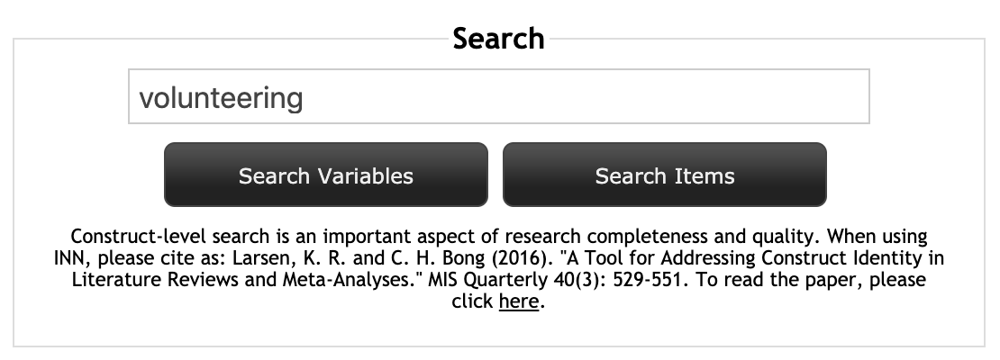 Search
volunteering
Search Variables
Search Items
Construct-level search is an important aspect of research completeness and quality. When using
INN, please cite as: Larsen, K. R. and C. H. Bong (2016). "A Tool for Addressing Construct Identity in
Literature Reviews and Meta-Analyses." MIS Quarterly 40(3): 529-551. To read the paper, please
click here.